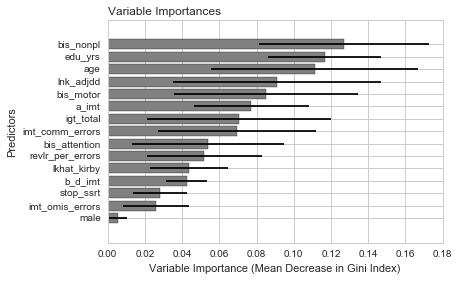 Variable Importances
bis_nonpl
edu_yrs
age
lnk_adjdd
bis_motor
a_imt
igt_total
imt_comm_errors
bis_attention
revlr_per_errors
lkhat_kirby
b_d_imt
stop_ssrt
imt_omis_errors
male
Predictors
0.00 0.02 0.04 0.06 0.08 0.10 0.12 0.14 0.16 0.18
Variable Importance (Mean Decrease in Gini Index)